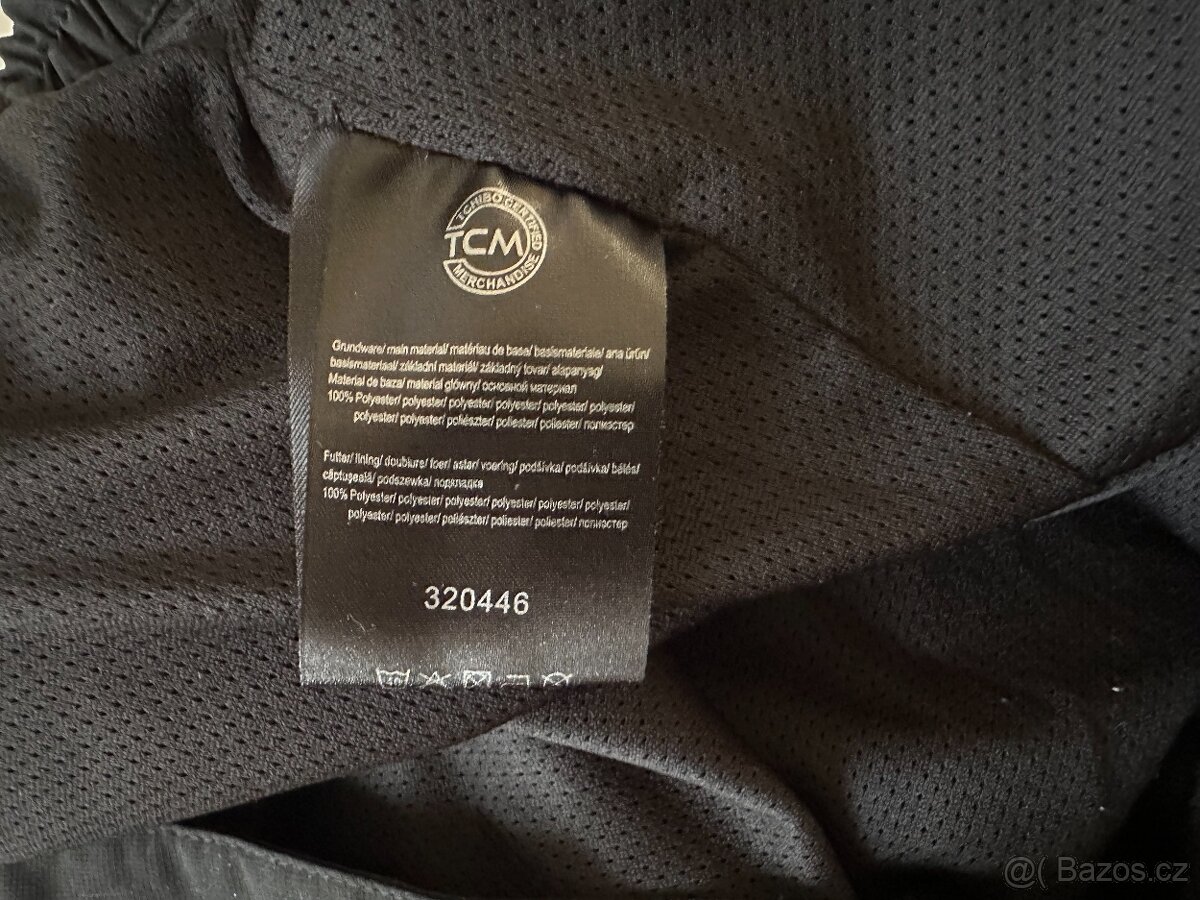 TCHIBO CERTIFIED
TCM
MERCHANDISE
Grundware/ main material/ matériau de base/ basismateriale/ ana ürün/
basismateriaal/ základní materiál/ základný tovar/ alapanyag/
Material de baza/ materiał główny/ основной материал
100% Polyester/ polyester/ polyester/ polyester/ polyester/ polyester/
polyester/ polyester/ poliészter/ poliester/ poliester/ полиэстер
Futter/ lining/ doublure/ foer/ astar/ voering/ podšívka/ podšívka/ bélés/
căptuşeală/ podszewka/ подкладка
100% Polyester/ polyester/ polyester/ polyester/ polyester/ polyester/
polyester/ polyester/ poliészter/ poliester/ poliester/ полиэстер
320446
@( Bazos.cz